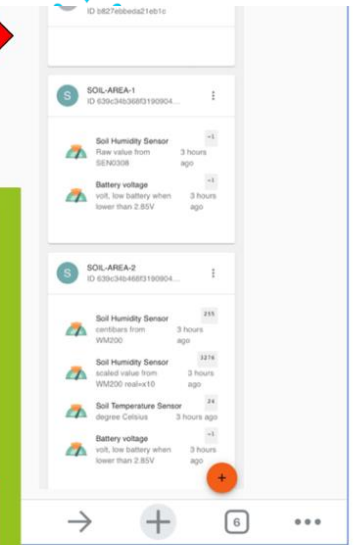 ID b827ebbeda21eb1c
S
SOIL-AREA-1
ID 639c34b368f3190904...
Soil Humidity Sensor
-1
Raw value from
3 hours
SEN0308
ago
Battery voltage
-1
volt, low battery when
3 hours
lower than 2.85V
ago
S
SOIL-AREA-2
ID 639c34b468f3190904...
Soil Humidity Sensor
255
centibars from
3 hours
WM200
ago
Soil Humidity Sensor
3276
scaled value from
3 hours
WM200 real=x10
ago
Soil Temperature Sensor
24
degree Celsius
3 hours ago
Battery voltage
-1
volt, low battery when
3 hours
lower than 2.85V
ago
6